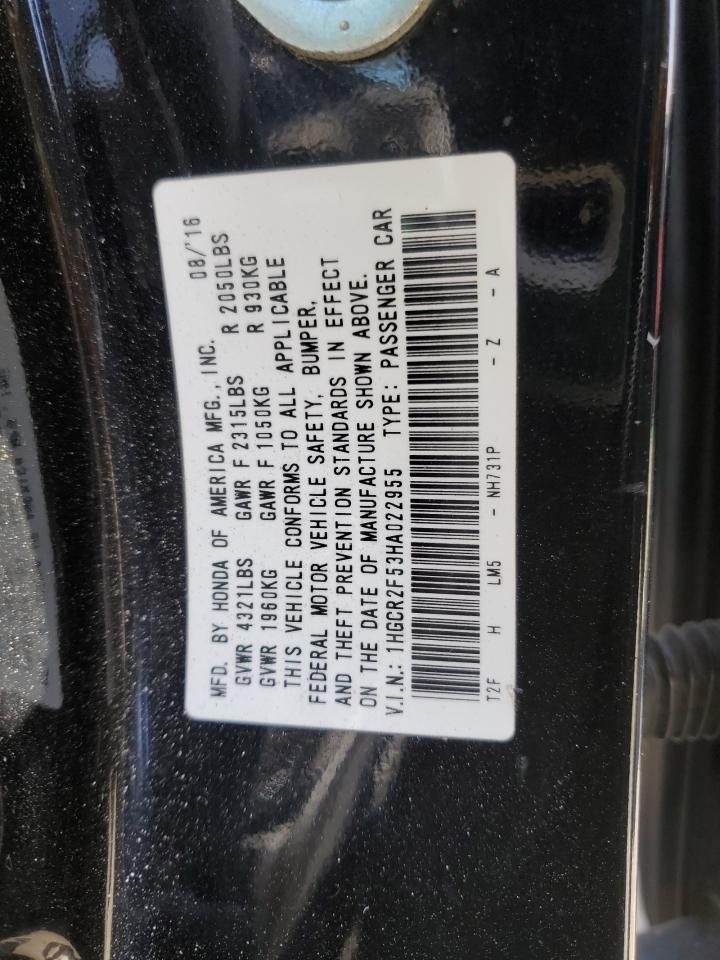 MFD. BY HONDA OF AMERICA MFG., INC. 08/'16
GVWR 4321LBS GAWR F 2315LBS R 2050LBS
GVWR 1960KG GAWR F 1050KG R 930KG
THIS VEHICLE CONFORMS TO ALL APPLICABLE
FEDERAL MOTOR VEHICLE SAFETY, BUMPER,
AND THEFT PREVENTION STANDARDS IN EFFECT
ON THE DATE OF MANUFACTURE SHOWN ABOVE.
V.I.N.: 1HGCR2F53HA022955 TYPE: PASSENGER CAR
T2F H LM5 - NH731P - Z - A